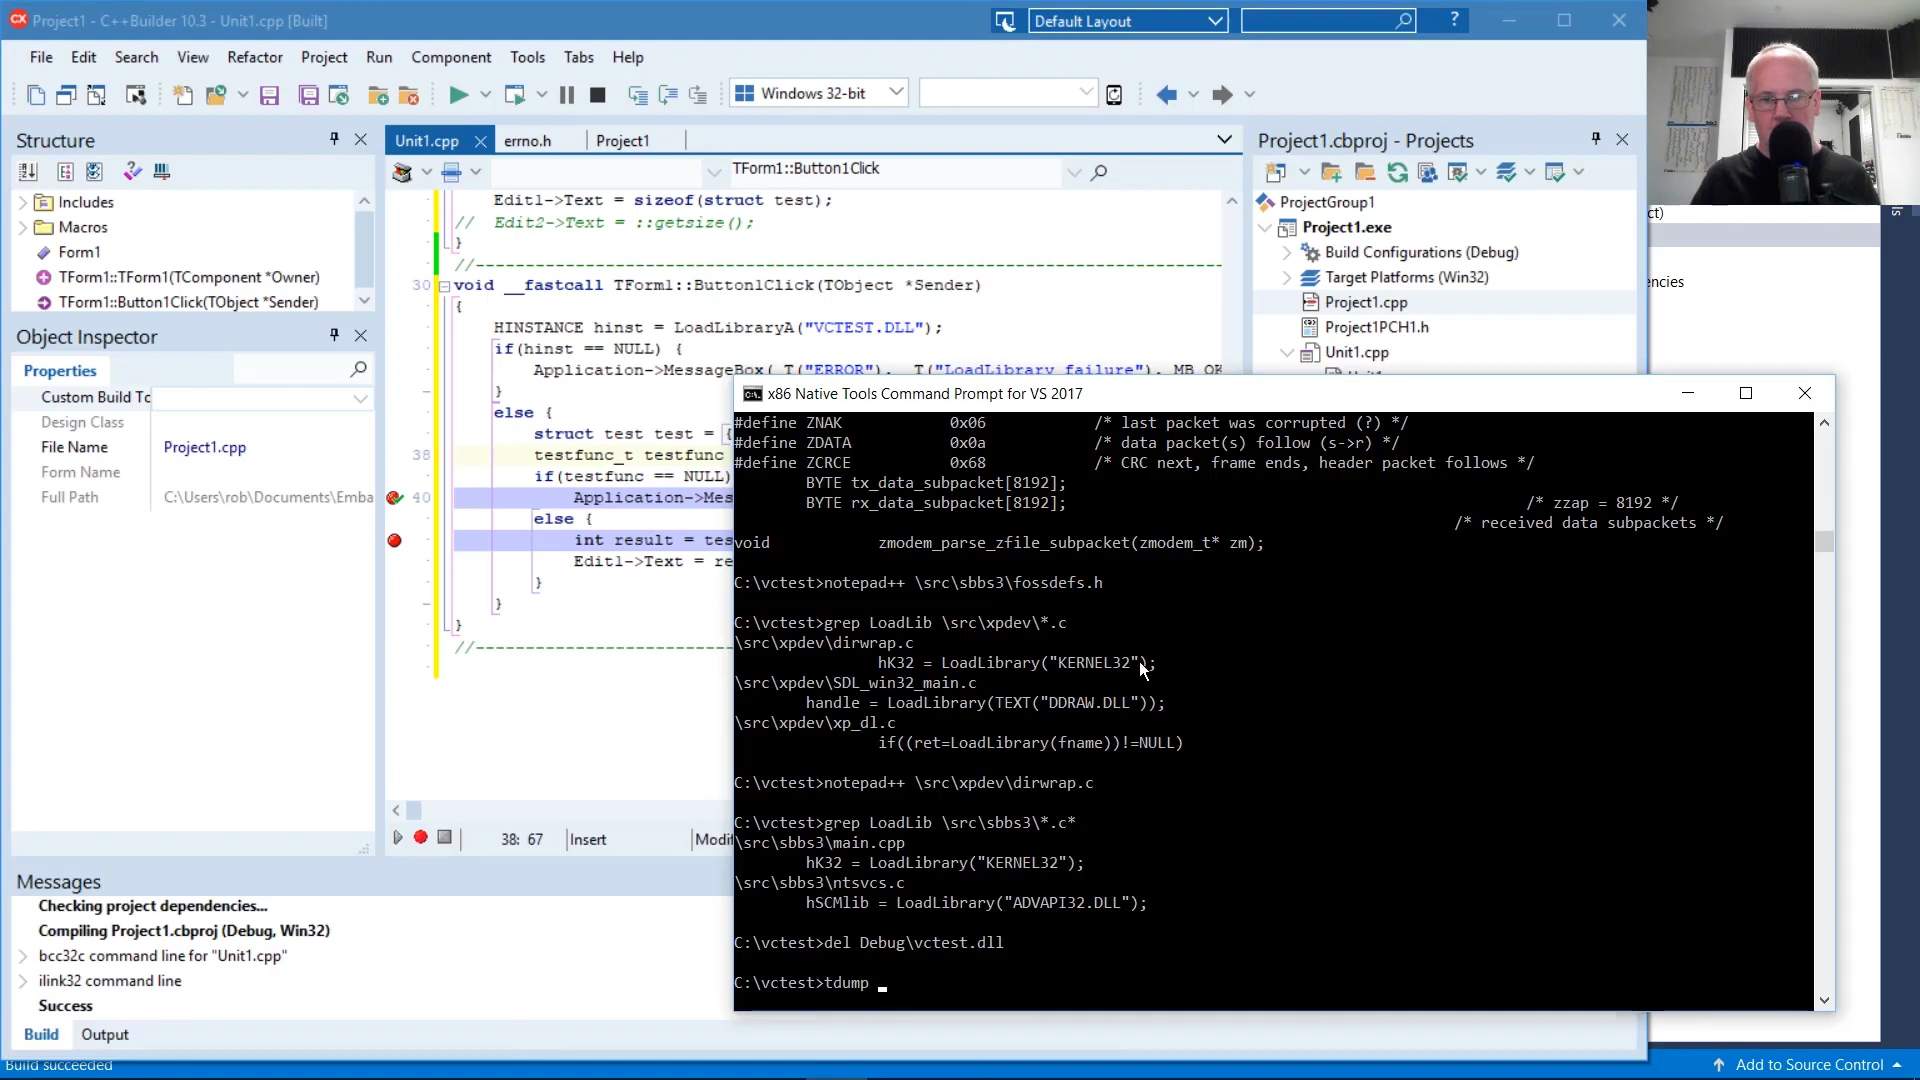 Project1 - C++Builder 10.3 - Unit1.cpp [Built]
Default Layout
?
File Edit Search View Refactor Project Run Component Tools Tabs Help
Windows 32-bit
Structure
Includes
Macros
Form1
TForm1::TForm1(TComponent *Owner)
TForm1::Button1Click(TObject *Sender)
Object Inspector
Properties
Custom Build To
Design Class
File Name Project1.cpp
Form Name
Full Path C:\Users\rob\Documents\Emba
Unit1.cpp errno.h Project1
TForm1::Button1Click
Edit1->Text = sizeof(struct test);
// Edit2->Text = ::getsize();
}
//---------------------------------------------------------------------------
30 void __fastcall TForm1::Button1Click(TObject *Sender)
{
HINSTANCE hinst = LoadLibraryA("VCTEST.DLL");
if(hinst == NULL) {
Application->MessageBox(_T("ERROR"), _T("LoadLibrary failure"), MB_OK
}
else {
struct test test = {
38 testfunc_t testfunc
if(testfunc == NULL)
40 Application->Mes
else {
int result = tes
Edit1->Text = re
}
}
}
//---------------------------
38: 67 Insert Modif
Project1.cbproj - Projects
ProjectGroup1
Project1.exe
Build Configurations (Debug)
Target Platforms (Win32)
Project1.cpp
Project1PCH1.h
Unit1.cpp
ct)
encies
ls
Messages
Checking project dependencies...
Compiling Project1.cbproj (Debug, Win32)
bcc32c command line for "Unit1.cpp"
ilink32 command line
Success
Build Output
Build succeeded
Add to Source Control
x86 Native Tools Command Prompt for VS 2017
#define ZNAK 0x06 /* last packet was corrupted (?) */
#define ZDATA 0x0a /* data packet(s) follow (s->r) */
#define ZCRCE 0x68 /* CRC next, frame ends, header packet follows */
BYTE tx_data_subpacket[8192];
BYTE rx_data_subpacket[8192]; /* zzap = 8192 */
/* received data subpackets */
void zmodem_parse_zfile_subpacket(zmodem_t* zm);
C:\vctest>notepad++ \src\sbbs3\fossdefs.h
C:\vctest>grep LoadLib \src\xpdev\*.c
\src\xpdev\dirwrap.c
hK32 = LoadLibrary("KERNEL32");
\src\xpdev\SDL_win32_main.c
handle = LoadLibrary(TEXT("DDRAW.DLL"));
\src\xpdev\xp_dl.c
if((ret=LoadLibrary(fname))!=NULL)
C:\vctest>notepad++ \src\xpdev\dirwrap.c
C:\vctest>grep LoadLib \src\sbbs3\*.c*
\src\sbbs3\main.cpp
hK32 = LoadLibrary("KERNEL32");
\src\sbbs3\ntsvcs.c
hSCMlib = LoadLibrary("ADVAPI32.DLL");
C:\vctest>del Debug\vctest.dll
C:\vctest>tdump